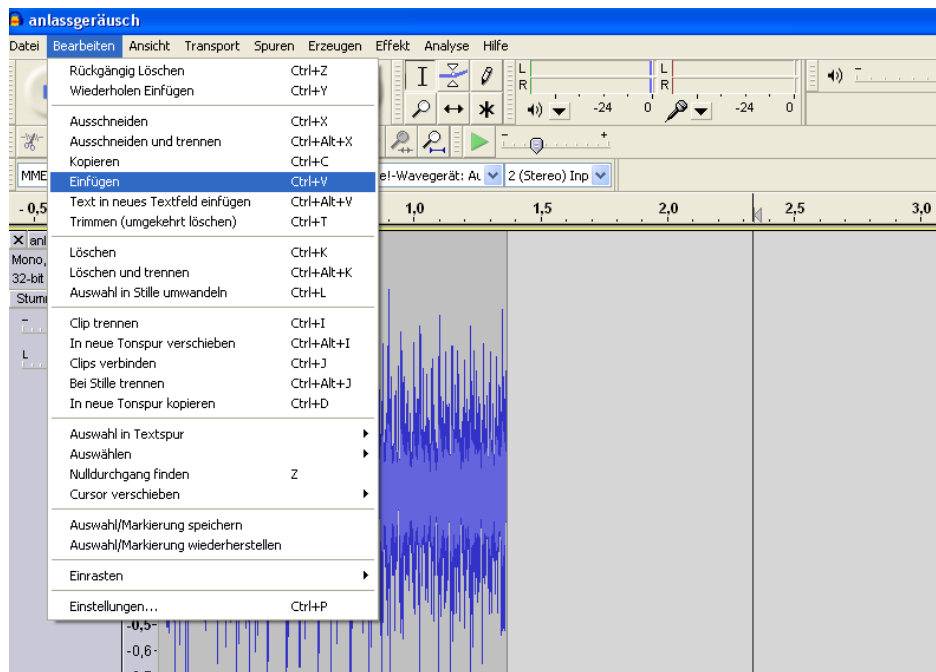 anlassgeräusch
Datei Bearbeiten Ansicht Transport Spuren Erzeugen Effekt Analyse Hilfe
Rückgängig Löschen Ctrl+Z
Wiederholen Einfügen Ctrl+Y
Ausschneiden Ctrl+X
Ausschneiden und trennen Ctrl+Alt+X
Kopieren Ctrl+C
Einfügen Ctrl+V
Text in neues Textfeld einfügen Ctrl+Alt+V
Trimmen (umgekehrt löschen) Ctrl+T
Löschen Ctrl+K
Löschen und trennen Ctrl+Alt+K
Auswahl in Stille umwandeln Ctrl+L
Clip trennen Ctrl+I
In neue Tonspur verschieben Ctrl+Alt+I
Clips verbinden Ctrl+J
Bei Stille trennen Ctrl+Alt+J
In neue Tonspur kopieren Ctrl+D
Auswahl in Textspur
Auswählen
Nulldurchgang finden Z
Cursor verschieben
Auswahl/Markierung speichern
Auswahl/Markierung wiederherstellen
Einrasten
Einstellungen... Ctrl+P
L L
R R
-24 0 -24 0
MME e!-Wavegerät: Au 2 (Stereo) Inp
-0,5 1,0 1,5 2,0 2,5 3,0
X anl
Mono,
32-bit
Stum
L
-0,5
-0,6